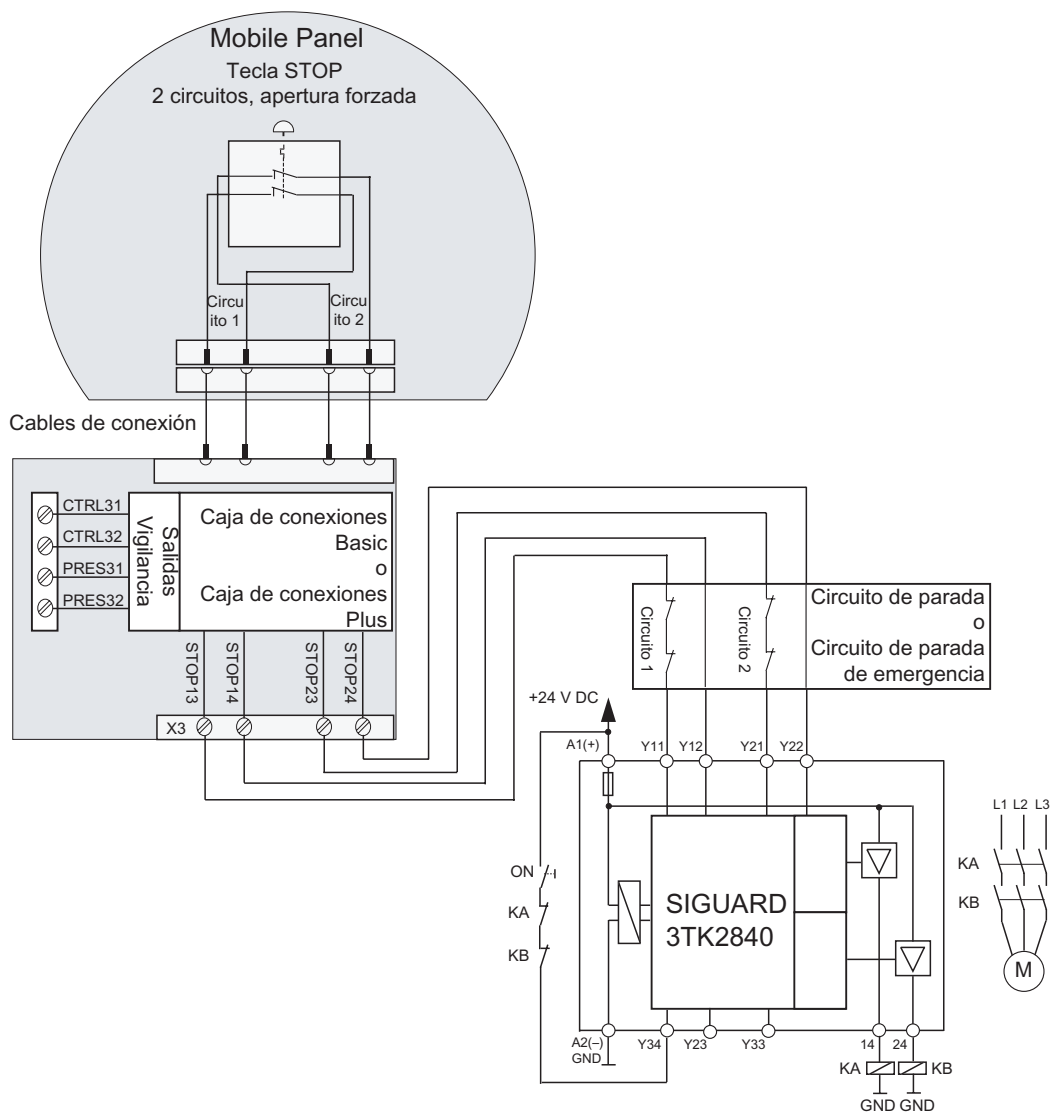 Mobile Panel
Tecla STOP
2 circuitos, apertura forzada
Circu
ito 1
Circu
ito 2
Cables de conexión
CTRL31
CTRL32
PRES31
PRES32
Salidas
Vigilancia
Caja de conexiones
Basic
o
Caja de conexiones
Plus
STOP13
STOP14
STOP23
STOP24
X3
Circuito 1
Circuito 2
Circuito de parada
o
Circuito de parada
de emergencia
+24 V DC
A1(+)
Y11
Y12
Y21
Y22
L1 L2 L3
KA
KB
M
ON
KA
KB
SIGUARD
3TK2840
A2(–)
GND
Y34
Y23
Y33
14
24
KA
KB
GND GND